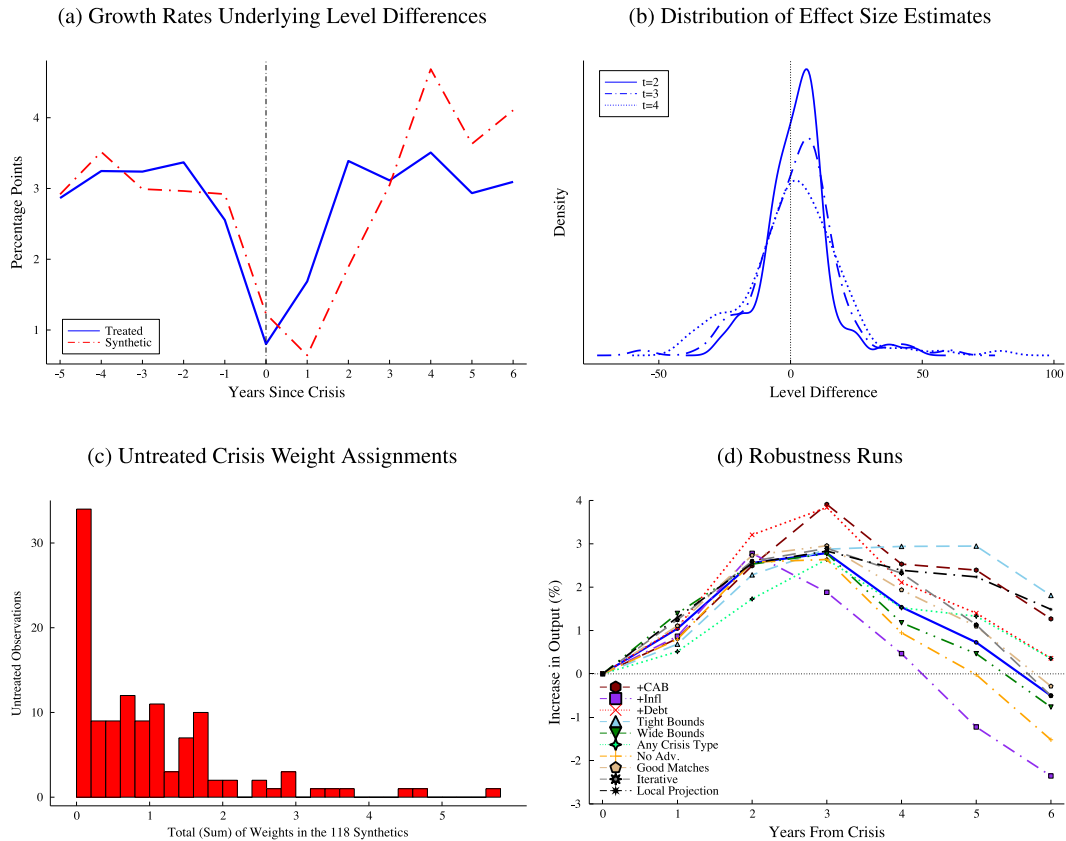 (a) Growth Rates Underlying Level Differences
Percentage Points
4
3
2
1
Treated
Synthetic
-5 -4 -3 -2 -1 0 1 2 3 4 5 6
Years Since Crisis
(b) Distribution of Effect Size Estimates
Density
t=2
t=3
t=4
-50 0 50 100
Level Difference
(c) Untreated Crisis Weight Assignments
Untreated Observations
30
20
10
0
0 1 2 3 4 5
Total (Sum) of Weights in the 118 Synthetics
(d) Robustness Runs
Increase in Output (%)
4
3
2
1
0
-1
-2
-3
+CAB
+Infl
+Debt
Tight Bounds
Wide Bounds
Any Crisis Type
No Adv.
Good Matches
Iterative
Local Projection
0 1 2 3 4 5 6
Years From Crisis